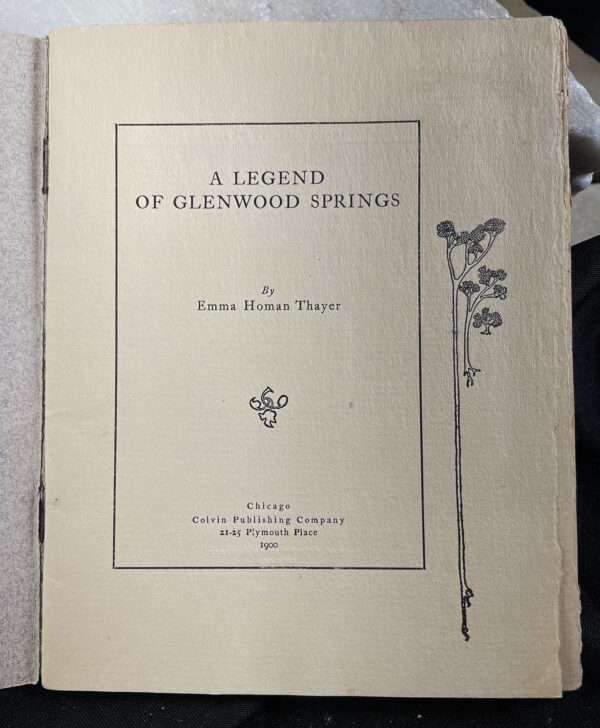 A LEGEND
OF GLENWOOD SPRINGS
By
Emma Homan Thayer
Chicago
Colvin Publishing Company
21-25 Plymouth Place
1900